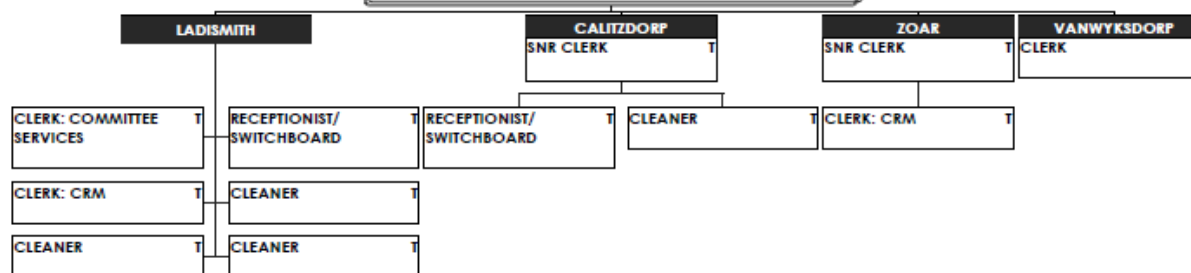 LADISMITH
CALITZDORP
ZOAR
VANWYKSDORP
SNR CLERK T
SNR CLERK T
CLERK
CLERK: COMMITTEE T
SERVICES
RECEPTIONIST/ T
SWITCHBOARD
RECEPTIONIST/ T
SWITCHBOARD
CLEANER T
CLERK: CRM T
CLERK: CRM T
CLEANER T
CLEANER T
CLEANER T